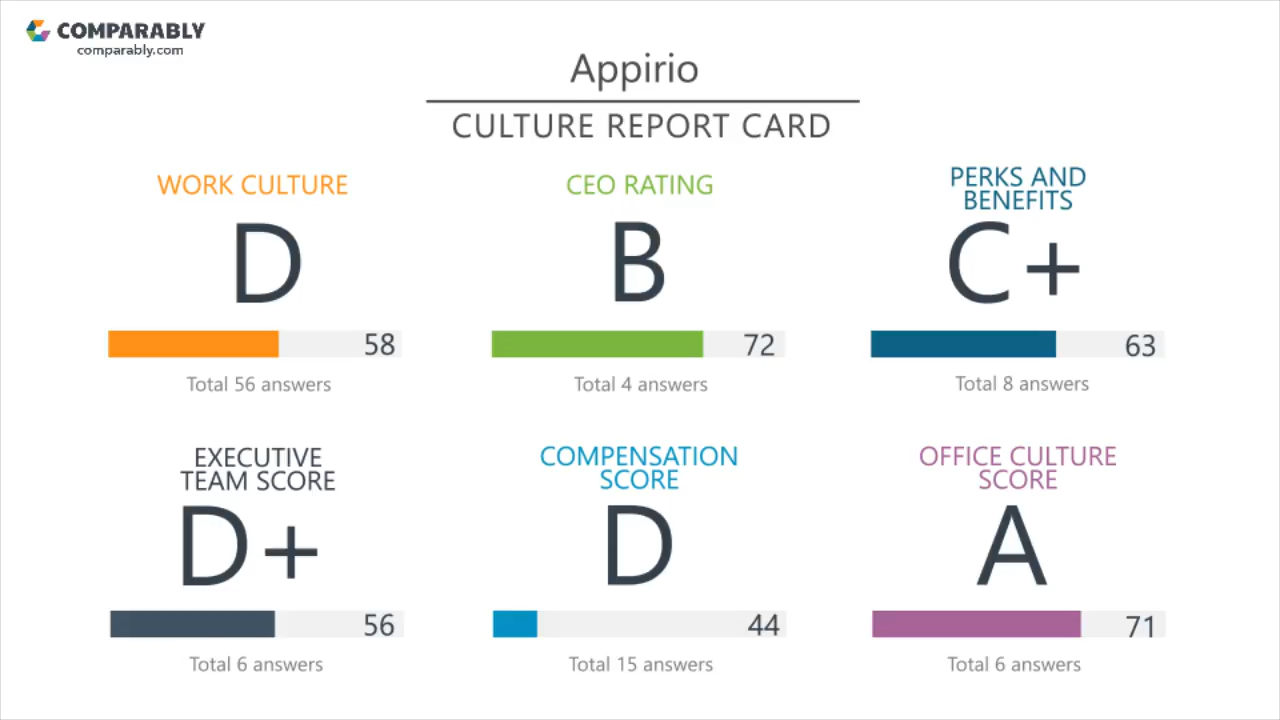 COMPARABLY
comparably.com
Appirio
CULTURE REPORT CARD
WORK CULTURE
D
58
Total 56 answers
CEO RATING
B
72
Total 4 answers
PERKS AND
BENEFITS
C+
63
Total 8 answers
EXECUTIVE
TEAM SCORE
D+
56
Total 6 answers
COMPENSATION
SCORE
D
44
Total 15 answers
OFFICE CULTURE
SCORE
A
71
Total 6 answers